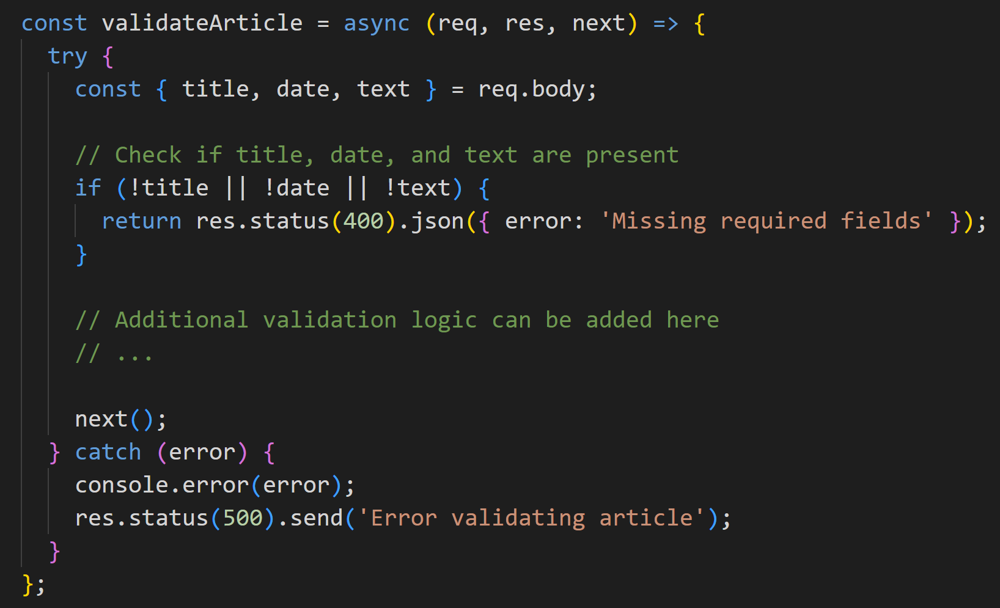 const validateArticle = async (req, res, next) => {
  try {
    const { title, date, text } = req.body;

    // Check if title, date, and text are present
    if (!title || !date || !text) {
      return res.status(400).json({ error: 'Missing required fields' });
    }

    // Additional validation logic can be added here
    // ...

    next();
  } catch (error) {
    console.error(error);
    res.status(500).send('Error validating article');
  }
};